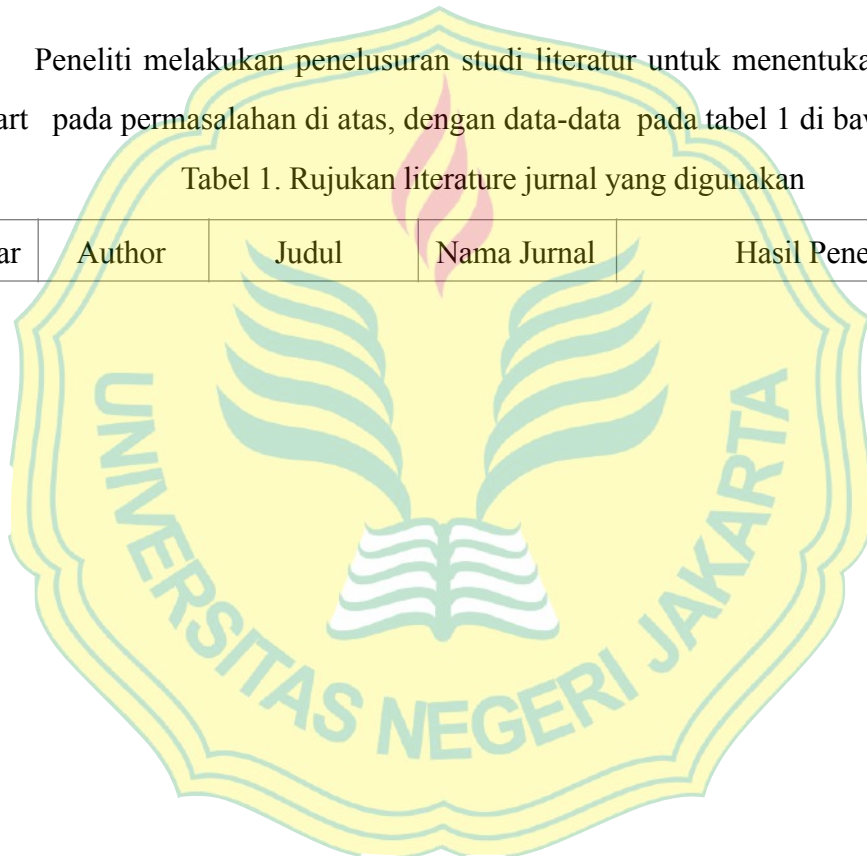 Peneliti melakukan penelusuran studi literatur untuk menentuka
art pada permasalahan di atas, dengan data-data pada tabel 1 di baw
Tabel 1. Rujukan literature jurnal yang digunakan
ar Author Judul Nama Jurnal Hasil Pene
UNIVERSITAS NEGERI JAKARTA